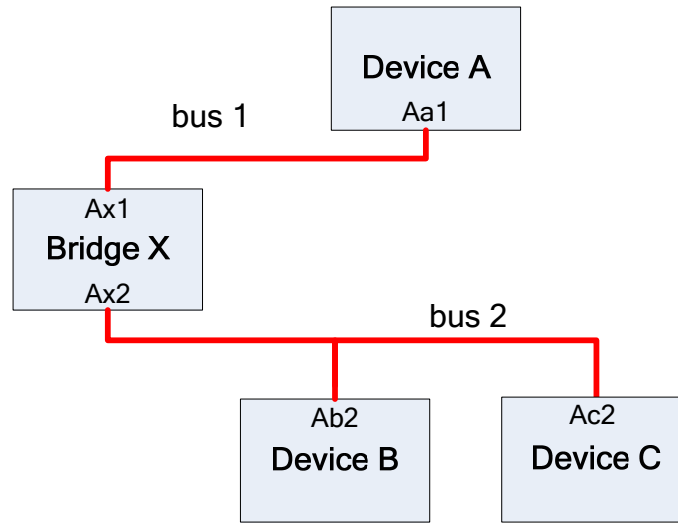 Device A
Aa1
bus 1
Ax1
Bridge X
Ax2
bus 2
Ab2
Device B
Ac2
Device C